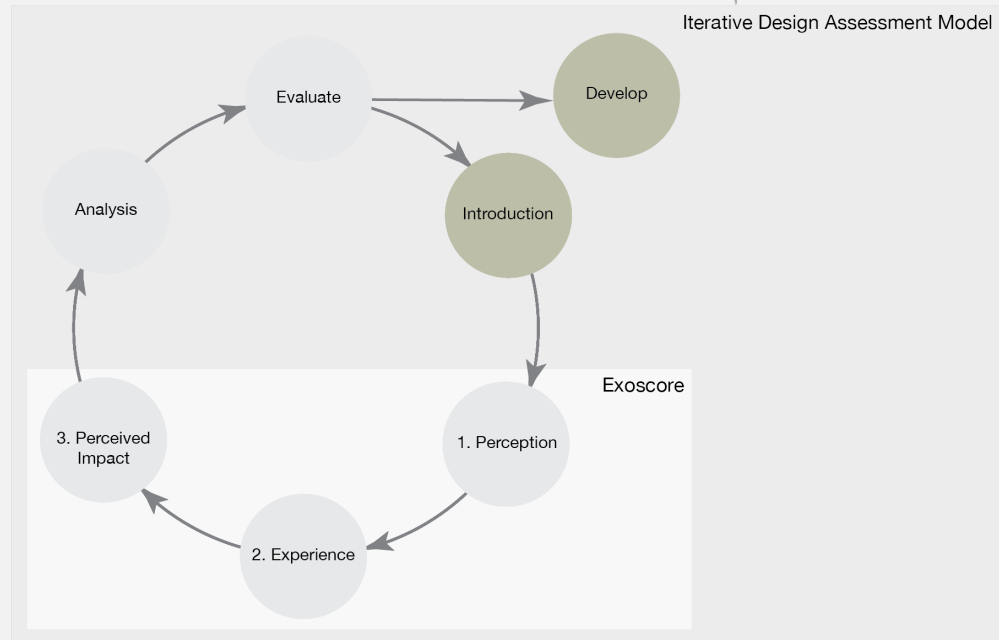 Iterative Design Assessment Model
Evaluate
Develop
Analysis
Introduction
Exoscore
3. Perceived
Impact
1. Perception
2. Experience